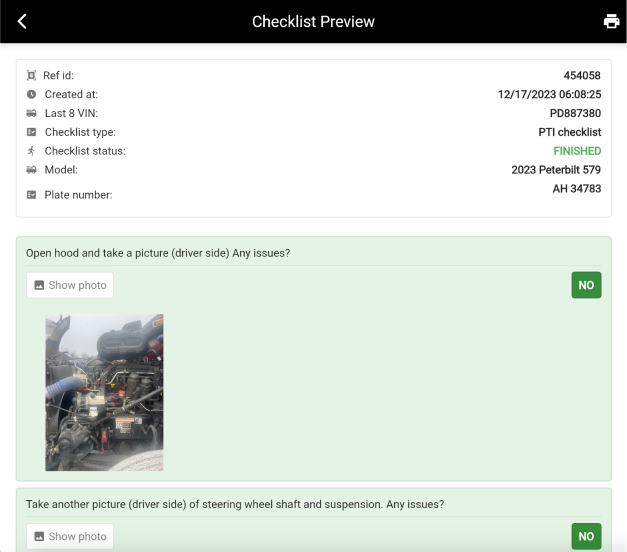 Checklist Preview
Ref id: 454058
Created at: 12/17/2023 06:08:25
Last 8 VIN: PD887380
Checklist type: PTI checklist
Checklist status: FINISHED
Model: 2023 Peterbilt 579
Plate number: AH 34783
Open hood and take a picture (driver side) Any issues?
Show photo NO
Take another picture (driver side) of steering wheel shaft and suspension. Any issues?
Show photo NO